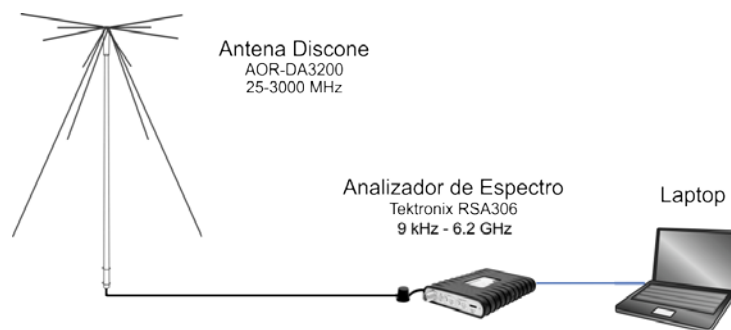 Antena Discone
AOR-DA3200
25-3000 MHz
Analizador de Espectro
Tektronix RSA306
9 kHz - 6.2 GHz
Laptop